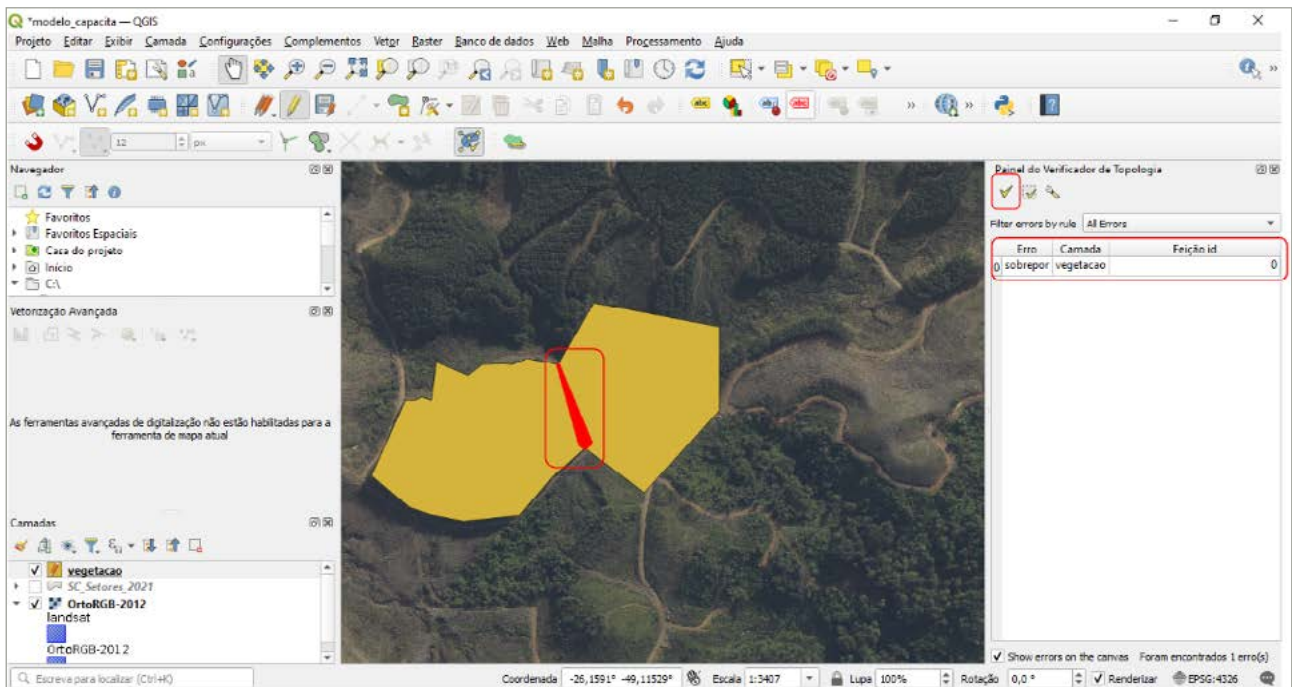 *modelo_capacita — QGIS
Projeto Editar Exibir Camada Configurações Complementos Vetor Raster Banco de dados Web Malha Processamento Ajuda
12 px
Navegador
Favoritos
Favoritos Espaciais
Casa do projeto
Início
C:\
Vetorização Avançada
As ferramentas avançadas de digitalização não estão habilitadas para a
ferramenta de mapa atual
Camadas
vegetacao
SC_Setores_2021
OrtoRGB-2012
landsat
OrtoRGB-2012
Painel do Verificador de Topologia
Filter errors by rule All Errors
Erro Camada Feição id
0 sobrepor vegetacao 0
Show errors on the canvas Foram encontrados 1 erro(s)
Escreva para localizar (Ctrl+K) Coordenada -26,1591° -49,11529° Escala 1:3407 Lupa 100% Rotação 0,0 ° Renderizar EPSG:4326